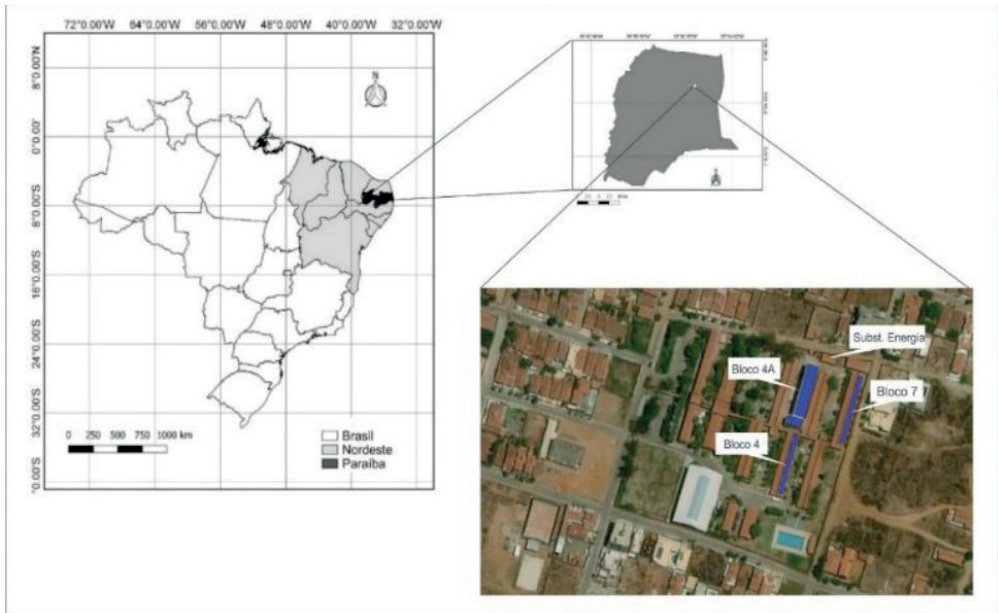 72°0.00'W 64°0.00'W 56°0.00'W 48°0.00'W 40°0.00'W 32°0.00'W
8°0.00'N
0°0.00'
8°0.00'S
16°0.00'S
24°0.00'S
32°0.00'S
°0.00'S
N
0 250 500 750 1000 km
Brasil
Nordeste
Paraíba
Subst. Energia
Bloco 4A
Bloco 7
Bloco 4